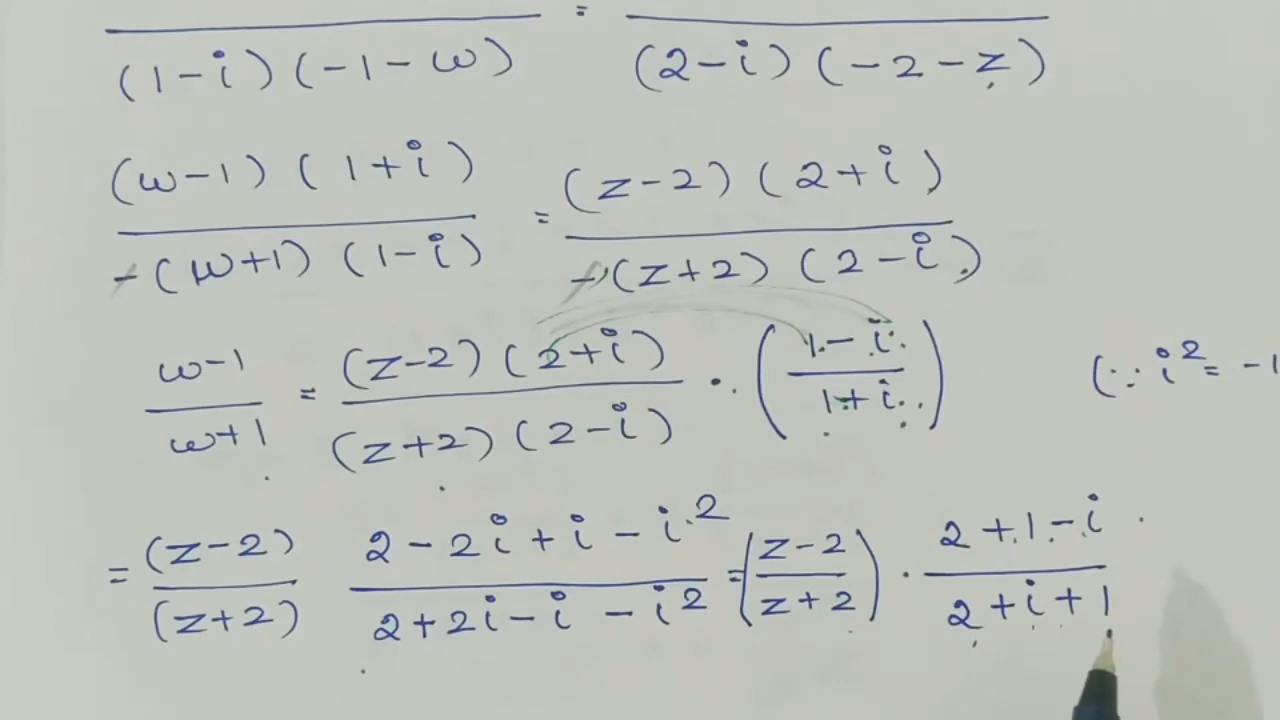 (1-i)(-1-w) = (2-i)(-2-z)
(w-1)(1+i) = (z-2)(2+i)
-(w+1)(1-i) -(z+2)(2-i)
w-1 = (z-2)(2+i) . (1-i) (∵ i² = -1
w+1 (z+2)(2-i) (1+i)
= (z-2) 2-2i+i-i² = (z-2) . 2+1-i
(z+2) 2+2i-i-i² (z+2) 2+i+1